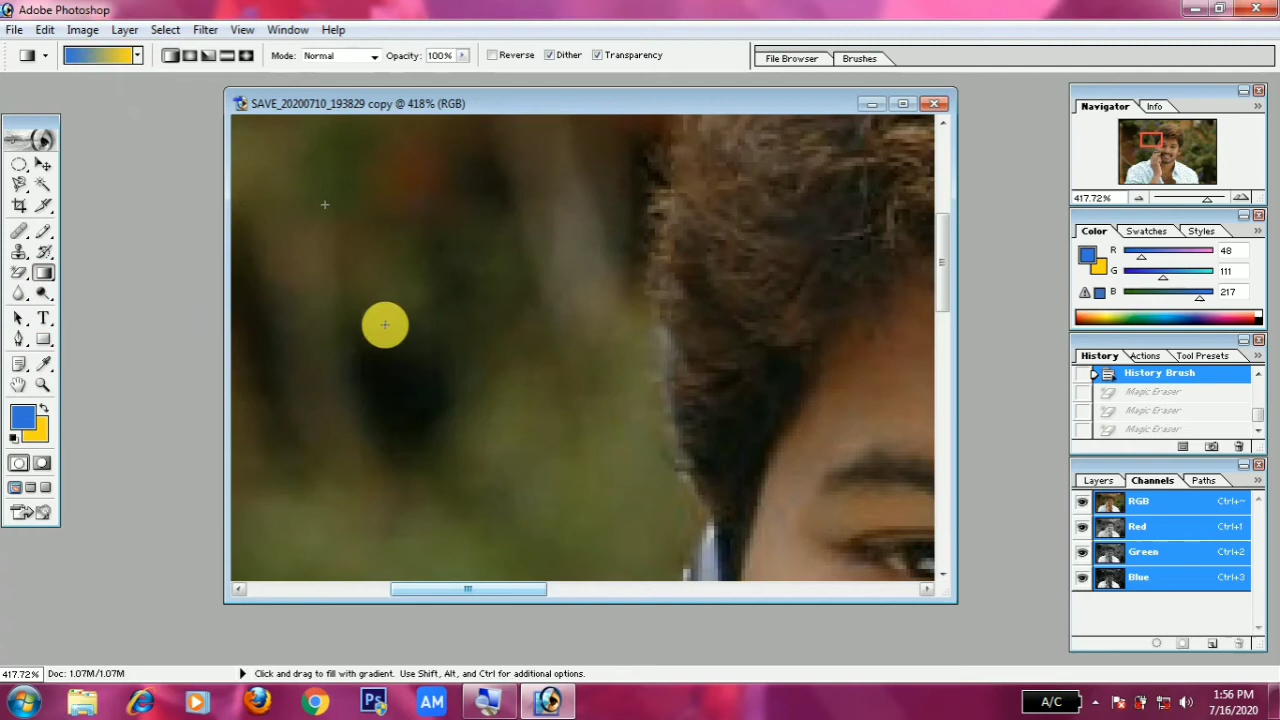 Adobe Photoshop
File Edit Image Layer Select Filter View Window Help
Mode: Normal Opacity: 100% Reverse Dither Transparency File Browser Brushes
SAVE_20200710_193829 copy @ 418% (RGB)
Navigator Info
417.72%
Color Swatches Styles
R 48
G 111
B 217
History Actions Tool Presets
History Brush
Magic Eraser
Magic Eraser
Magic Eraser
Layers Channels Paths
RGB Ctrl+~
Red Ctrl+1
Green Ctrl+2
Blue Ctrl+3
417.72% Doc: 1.07M/1.07M Click and drag to fill with gradient. Use Shift, Alt, and Ctrl for additional options.
Ps AM A/C 1:56 PM
7/16/2020